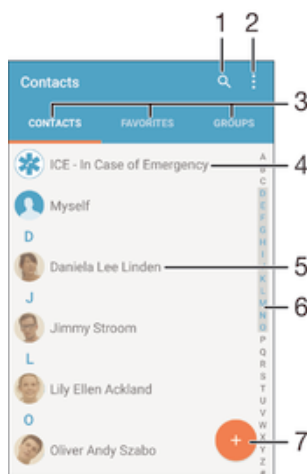 1 2
Contacts
3
CONTACTS FAVORITES GROUPS
ICE - In Case of Emergency 4
Myself
D
Daniela Lee Linden 5
J
Jimmy Stroom
L
Lily Ellen Ackland
O
Oliver Andy Szabo
A
B
C
D
E
F
G
H
I
K
L
M
N
O
P
Q
R
S
T
U
V
W
X
Y
Z
#
6
+ 7